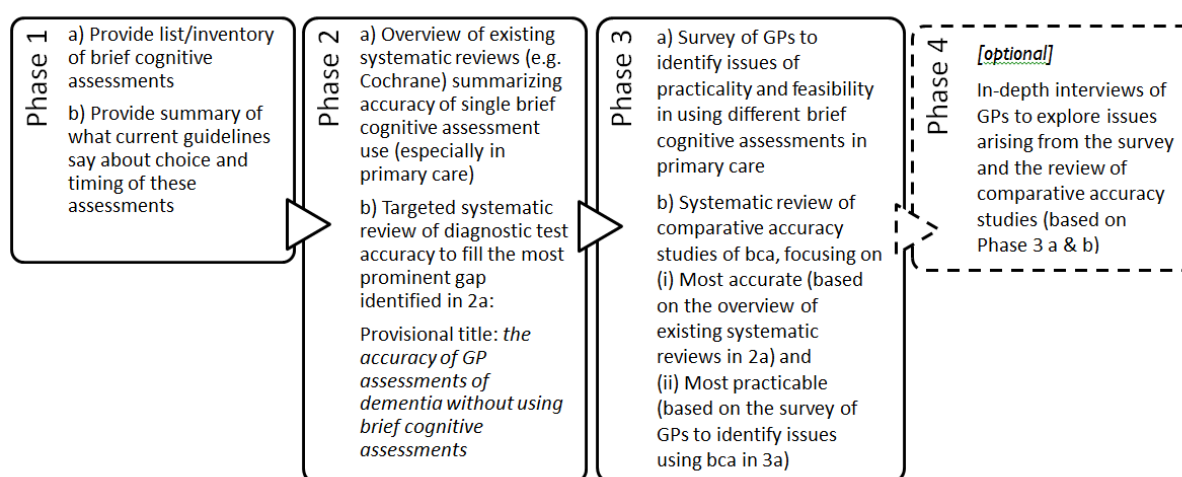 Phase 1
a) Provide list/inventory
of brief cognitive
assessments
b) Provide summary of
what current guidelines
say about choice and
timing of these
assessments
Phase 2
a) Overview of existing
systematic reviews (e.g.
Cochrane) summarizing
accuracy of single brief
cognitive assessment
use (especially in
primary care)
b) Targeted systematic
review of diagnostic test
accuracy to fill the most
prominent gap
identified in 2a:
Provisional title: the
accuracy of GP
assessments of
dementia without using
brief cognitive
assessments
Phase 3
a) Survey of GPs to
identify issues of
practicality and feasibility
in using different brief
cognitive assessments in
primary care
b) Systematic review of
comparative accuracy
studies of bca, focusing on
(i) Most accurate (based
on the overview of
existing systematic
reviews in 2a) and
(ii) Most practicable
(based on the survey of
GPs to identify issues
using bca in 3a)
Phase 4
[optional]
In-depth interviews of
GPs to explore issues
arising from the survey
and the review of
comparative accuracy
studies (based on
Phase 3 a & b)